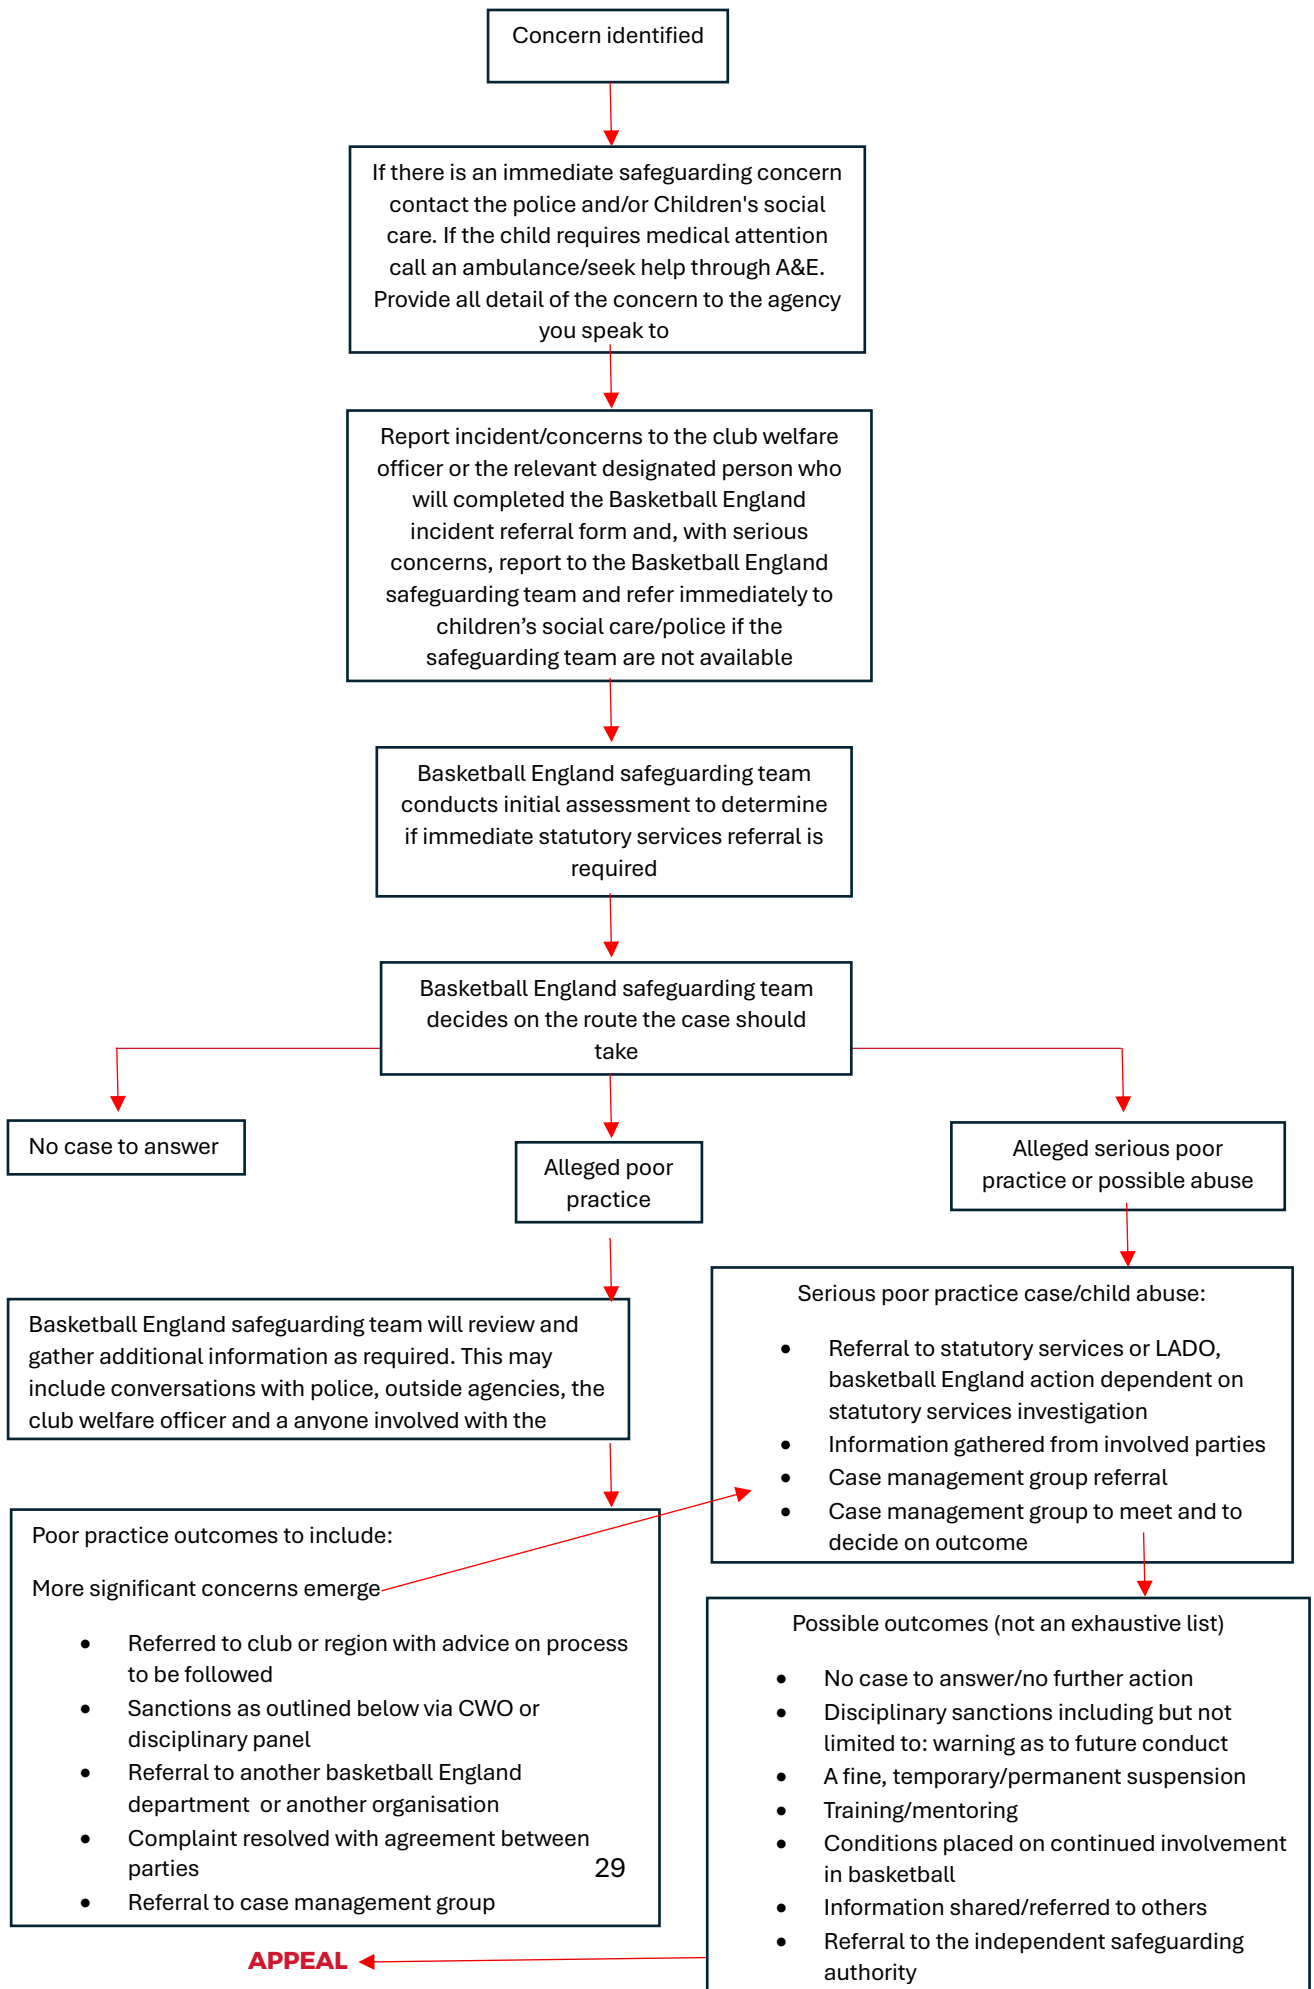 Concern identified
If there is an immediate safeguarding concern
contact the police and/or Children's social
care. If the child requires medical attention
call an ambulance/seek help through A&E.
Provide all detail of the concern to the agency
you speak to
Report incident/concerns to the club welfare
officer or the relevant designated person who
will completed the Basketball England
incident referral form and, with serious
concerns, report to the Basketball England
safeguarding team and refer immediately to
children’s social care/police if the
safeguarding team are not available
Basketball England safeguarding team
conducts initial assessment to determine
if immediate statutory services referral is
required
Basketball England safeguarding team
decides on the route the case should
take
No case to answer
Alleged poor
practice
Alleged serious poor
practice or possible abuse
Basketball England safeguarding team will review and
gather additional information as required. This may
include conversations with police, outside agencies, the
club welfare officer and a anyone involved with the
Serious poor practice case/child abuse:
• Referral to statutory services or LADO,
basketball England action dependent on
statutory services investigation
• Information gathered from involved parties
• Case management group referral
• Case management group to meet and to
decide on outcome
Poor practice outcomes to include:
More significant concerns emerge
• Referred to club or region with advice on process
to be followed
• Sanctions as outlined below via CWO or
disciplinary panel
• Referral to another basketball England
department or another organisation
• Complaint resolved with agreement between
parties
• Referral to case management group
29
Possible outcomes (not an exhaustive list)
• No case to answer/no further action
• Disciplinary sanctions including but not
limited to: warning as to future conduct
• A fine, temporary/permanent suspension
• Training/mentoring
• Conditions placed on continued involvement
in basketball
• Information shared/referred to others
• Referral to the independent safeguarding
authority
APPEAL